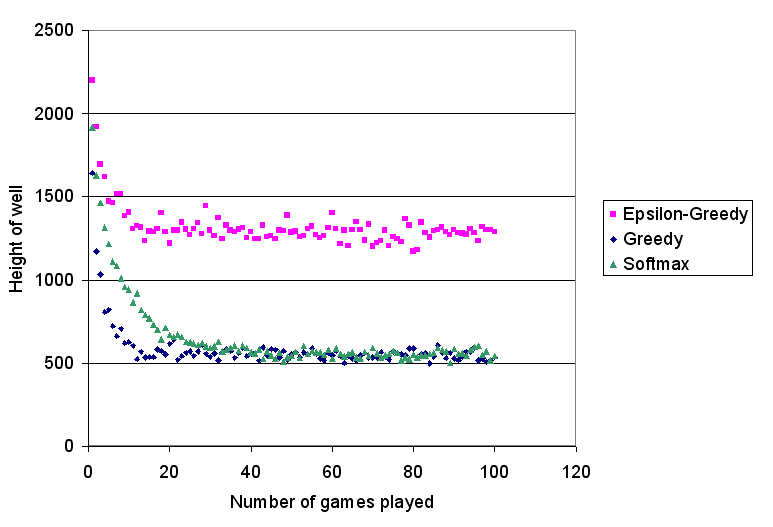 2500
2000
1500
1000
500
0
0 20 40 60 80 100 120
Height of well
Number of games played
Epsilon-Greedy
Greedy
Softmax